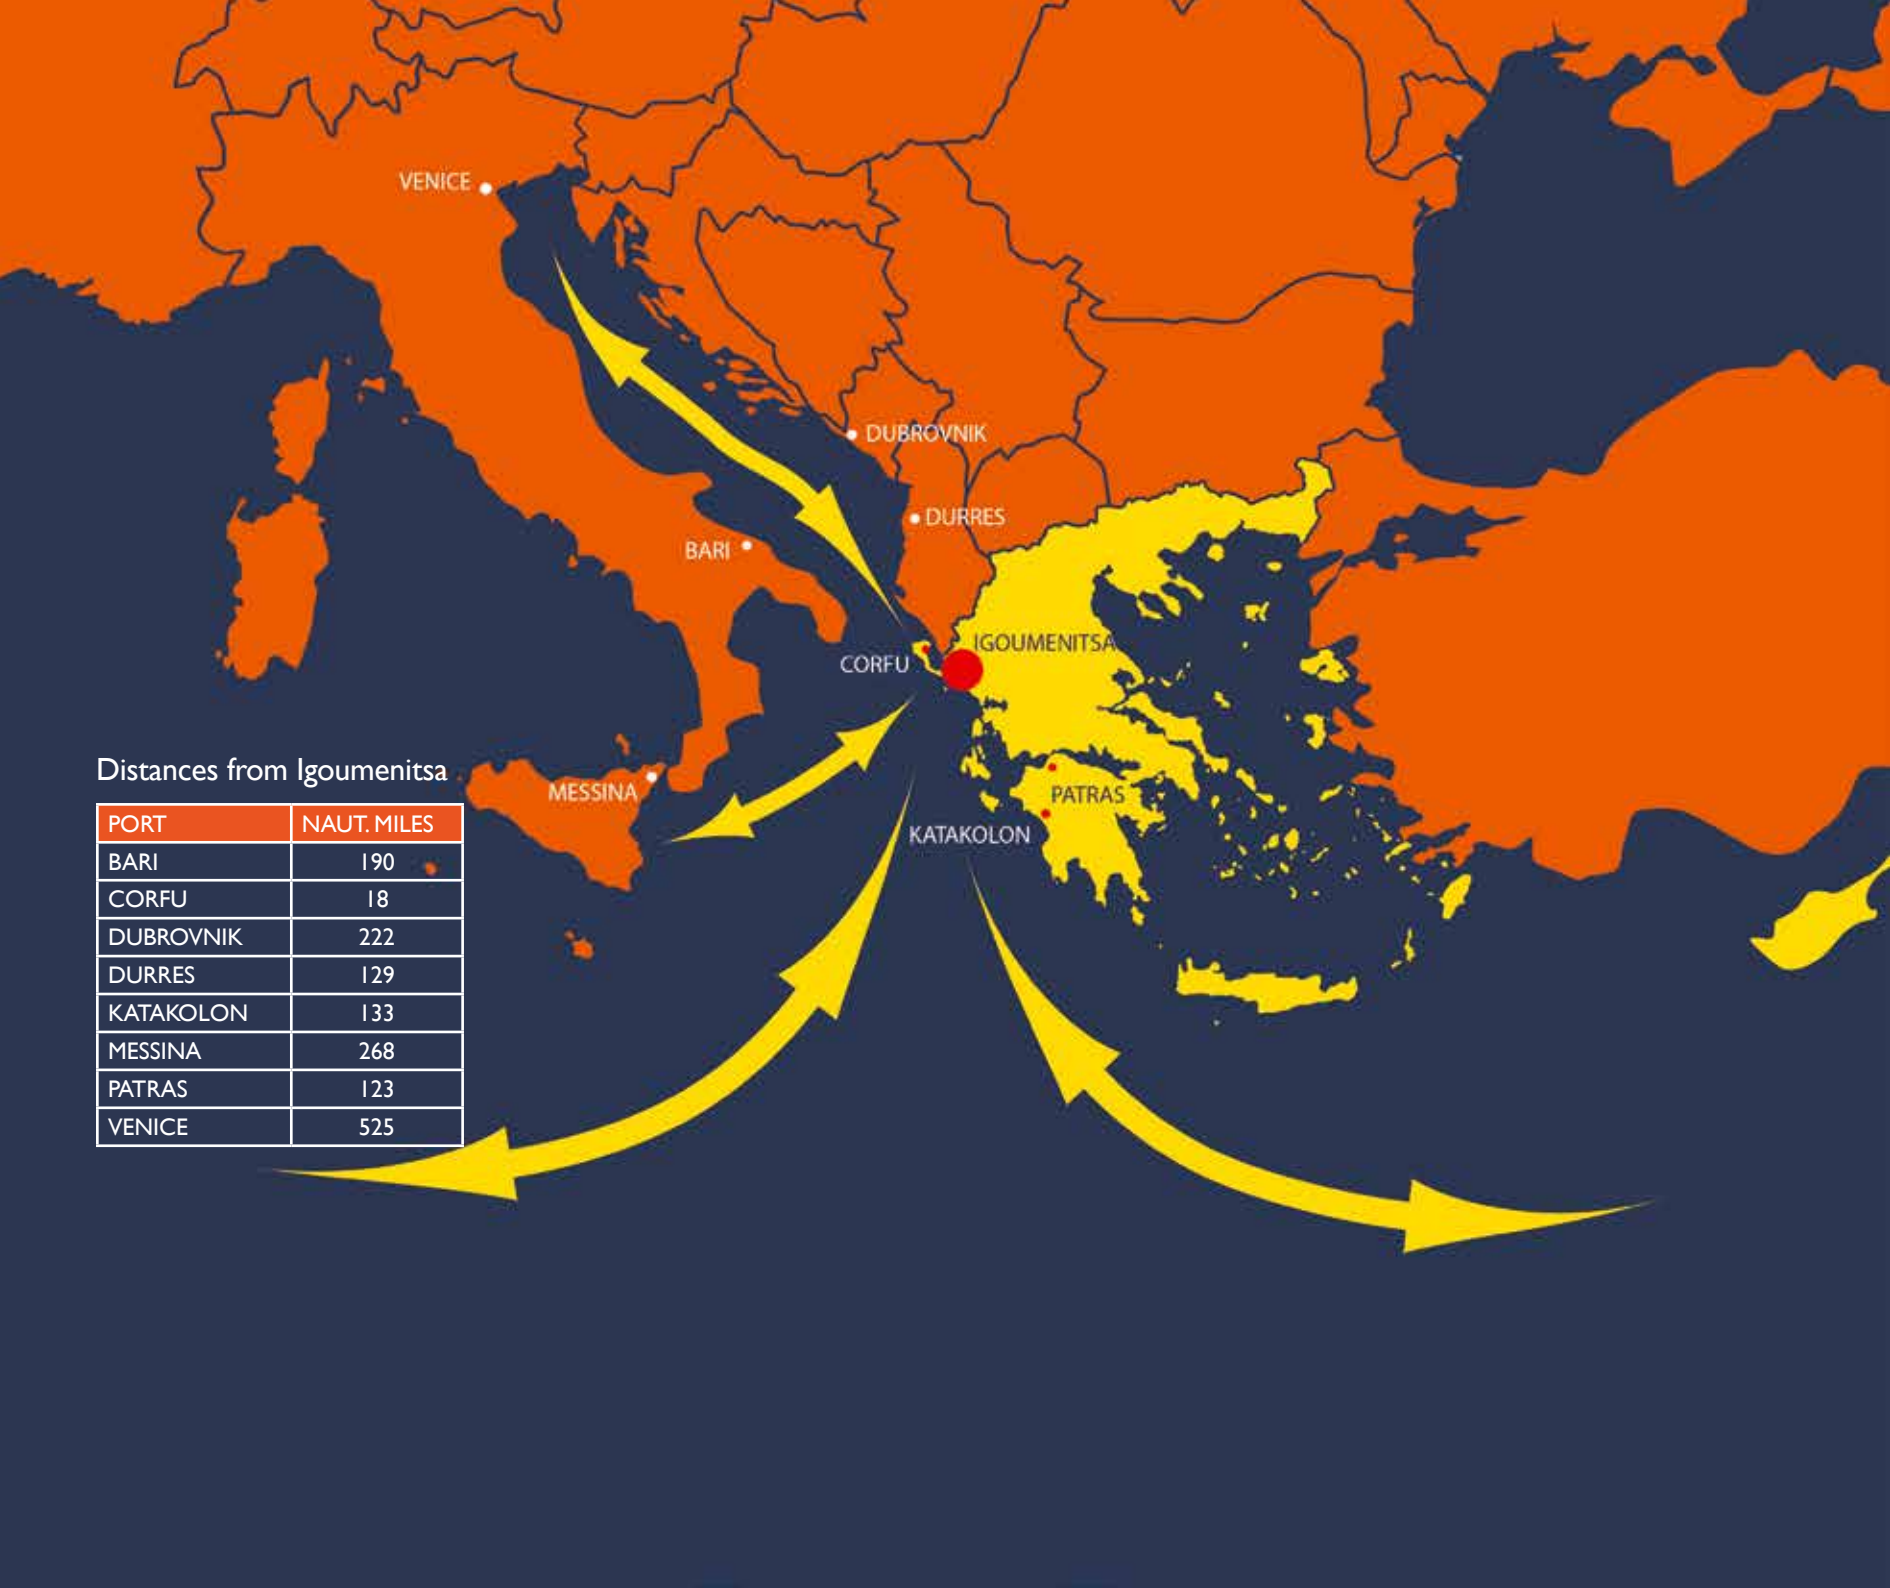 VENICE
DUBROVNIK
DURRES
BARI
IGOUMENITSA
CORFU
MESSINA
PATRAS
KATAKOLON
Distances from Igoumenitsa
PORT NAUT. MILES
BARI 190
CORFU 18
DUBROVNIK 222
DURRES 129
KATAKOLON 133
MESSINA 268
PATRAS 123
VENICE 525